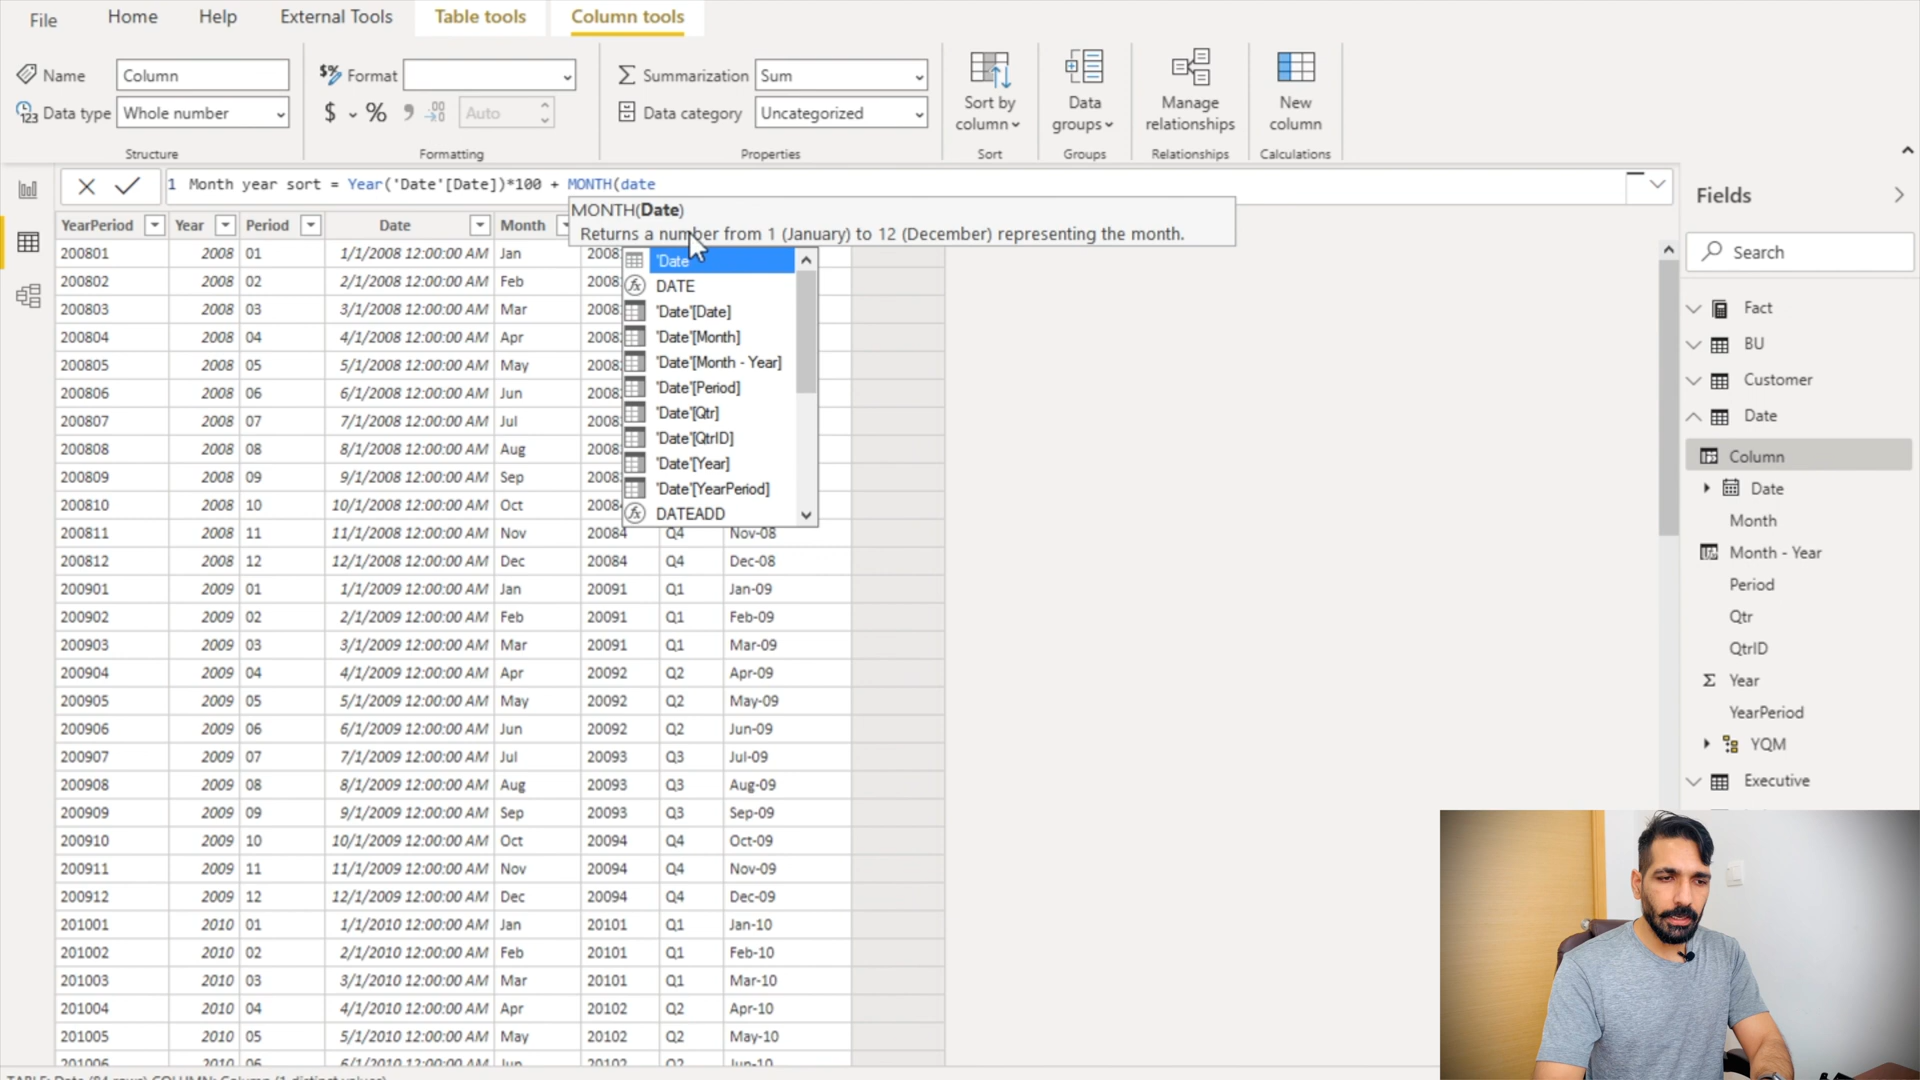 File Home Help External Tools Table tools Column tools
Name Column Format Summarization Sum
Data type Whole number $ % Auto Data category Uncategorized
Sort by column
Data groups
Manage relationships
New column
Structure Formatting Properties Sort Groups Relationships Calculations
1 Month year sort = Year('Date'[Date])*100 + MONTH(date
MONTH(Date)
Returns a number from 1 (January) to 12 (December) representing the month.
'Date'
DATE
'Date'[Date]
'Date'[Month]
'Date'[Month - Year]
'Date'[Period]
'Date'[Qtr]
'Date'[QtrID]
'Date'[Year]
'Date'[YearPeriod]
DATEADD
YearPeriod Year Period Date Month
200801 2008 01 1/1/2008 12:00:00 AM Jan
200802 2008 02 2/1/2008 12:00:00 AM Feb
200803 2008 03 3/1/2008 12:00:00 AM Mar
200804 2008 04 4/1/2008 12:00:00 AM Apr
200805 2008 05 5/1/2008 12:00:00 AM May
200806 2008 06 6/1/2008 12:00:00 AM Jun
200807 2008 07 7/1/2008 12:00:00 AM Jul
200808 2008 08 8/1/2008 12:00:00 AM Aug
200809 2008 09 9/1/2008 12:00:00 AM Sep
200810 2008 10 10/1/2008 12:00:00 AM Oct
200811 2008 11 11/1/2008 12:00:00 AM Nov 20084 Q4 Nov-08
200812 2008 12 12/1/2008 12:00:00 AM Dec 20084 Q4 Dec-08
200901 2009 01 1/1/2009 12:00:00 AM Jan 20091 Q1 Jan-09
200902 2009 02 2/1/2009 12:00:00 AM Feb 20091 Q1 Feb-09
200903 2009 03 3/1/2009 12:00:00 AM Mar 20091 Q1 Mar-09
200904 2009 04 4/1/2009 12:00:00 AM Apr 20092 Q2 Apr-09
200905 2009 05 5/1/2009 12:00:00 AM May 20092 Q2 May-09
200906 2009 06 6/1/2009 12:00:00 AM Jun 20092 Q2 Jun-09
200907 2009 07 7/1/2009 12:00:00 AM Jul 20093 Q3 Jul-09
200908 2009 08 8/1/2009 12:00:00 AM Aug 20093 Q3 Aug-09
200909 2009 09 9/1/2009 12:00:00 AM Sep 20093 Q3 Sep-09
200910 2009 10 10/1/2009 12:00:00 AM Oct 20094 Q4 Oct-09
200911 2009 11 11/1/2009 12:00:00 AM Nov 20094 Q4 Nov-09
200912 2009 12 12/1/2009 12:00:00 AM Dec 20094 Q4 Dec-09
201001 2010 01 1/1/2010 12:00:00 AM Jan 20101 Q1 Jan-10
201002 2010 02 2/1/2010 12:00:00 AM Feb 20101 Q1 Feb-10
201003 2010 03 3/1/2010 12:00:00 AM Mar 20101 Q1 Mar-10
201004 2010 04 4/1/2010 12:00:00 AM Apr 20102 Q2 Apr-10
201005 2010 05 5/1/2010 12:00:00 AM May 20102 Q2 May-10
201006 2010 06 6/1/2010 12:00:00 AM Jun 20102 Q2 Jun-10
Fields
Search
Fact
BU
Customer
Date
Column
Date
Month
Month - Year
Period
Qtr
QtrID
Year
YearPeriod
YQM
Executive